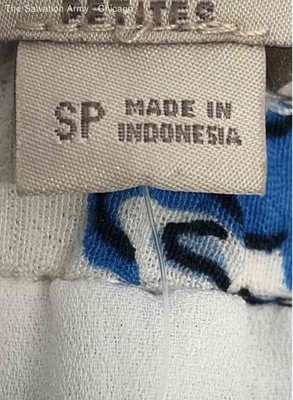 The Salvation Army - Chicago
PETITES
SP MADE IN
INDONESIA